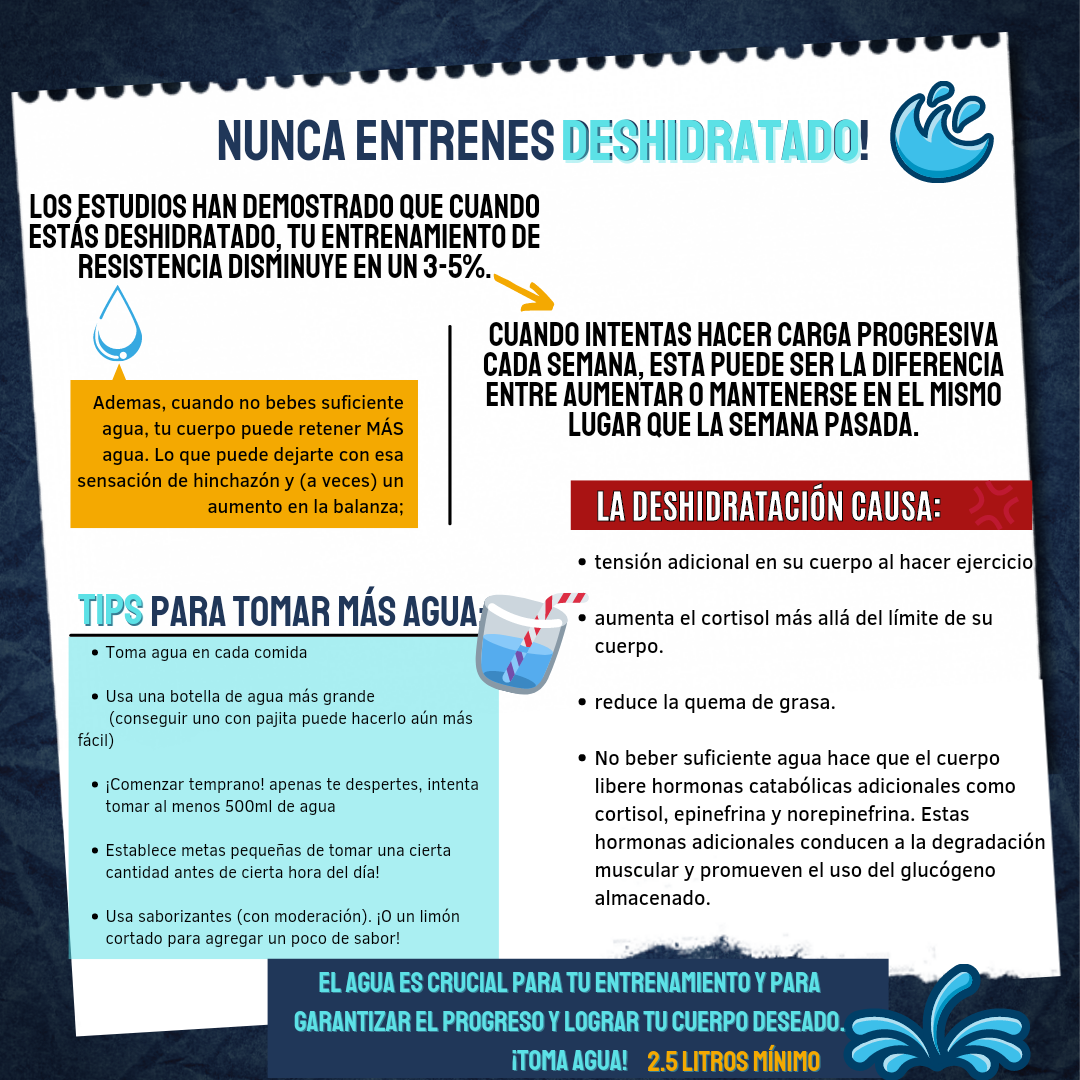 NUNCA ENTRENES DESHIDRATADO!
LOS ESTUDIOS HAN DEMOSTRADO QUE CUANDO
ESTÁS DESHIDRATADO, TU ENTRENAMIENTO DE
RESISTENCIA DISMINUYE EN UN 3-5%.
CUANDO INTENTAS HACER CARGA PROGRESIVA
CADA SEMANA, ESTA PUEDE SER LA DIFERENCIA
ENTRE AUMENTAR O MANTENERSE EN EL MISMO
LUGAR QUE LA SEMANA PASADA.
Ademas, cuando no bebes suficiente
agua, tu cuerpo puede retener MÁS
agua. Lo que puede dejarte con esa
sensación de hinchazón y (a veces) un
aumento en la balanza;
LA DESHIDRATACIÓN CAUSA:
• tensión adicional en su cuerpo al hacer ejercicio
• aumenta el cortisol más allá del límite de su
cuerpo.
• reduce la quema de grasa.
• No beber suficiente agua hace que el cuerpo
libere hormonas catabólicas adicionales como
cortisol, epinefrina y norepinefrina. Estas
hormonas adicionales conducen a la degradación
muscular y promueven el uso del glucógeno
almacenado.
TIPS PARA TOMAR MÁS AGUA:
• Toma agua en cada comida
• Usa una botella de agua más grande
(conseguir uno con pajita puede hacerlo aún más
fácil)
• ¡Comenzar temprano! apenas te despertes, intenta
tomar al menos 500ml de agua
• Establece metas pequeñas de tomar una cierta
cantidad antes de cierta hora del día!
• Usa saborizantes (con moderación). ¡O un limón
cortado para agregar un poco de sabor!
EL AGUA ES CRUCIAL PARA TU ENTRENAMIENTO Y PARA
GARANTIZAR EL PROGRESO Y LOGRAR TU CUERPO DESEADO.
¡TOMA AGUA! 2.5 LITROS MÍNIMO